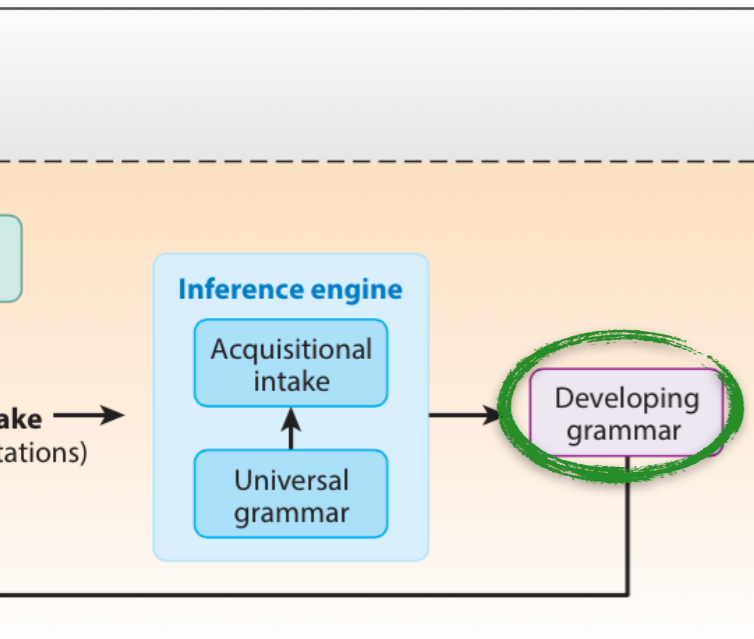 Inference engine
Acquisitional
intake
Developing
grammar
ake
tations)
Universal
grammar